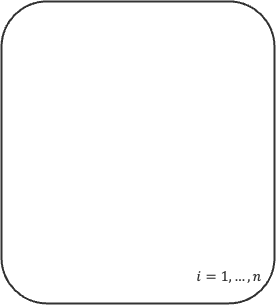 i = 1, ..., n